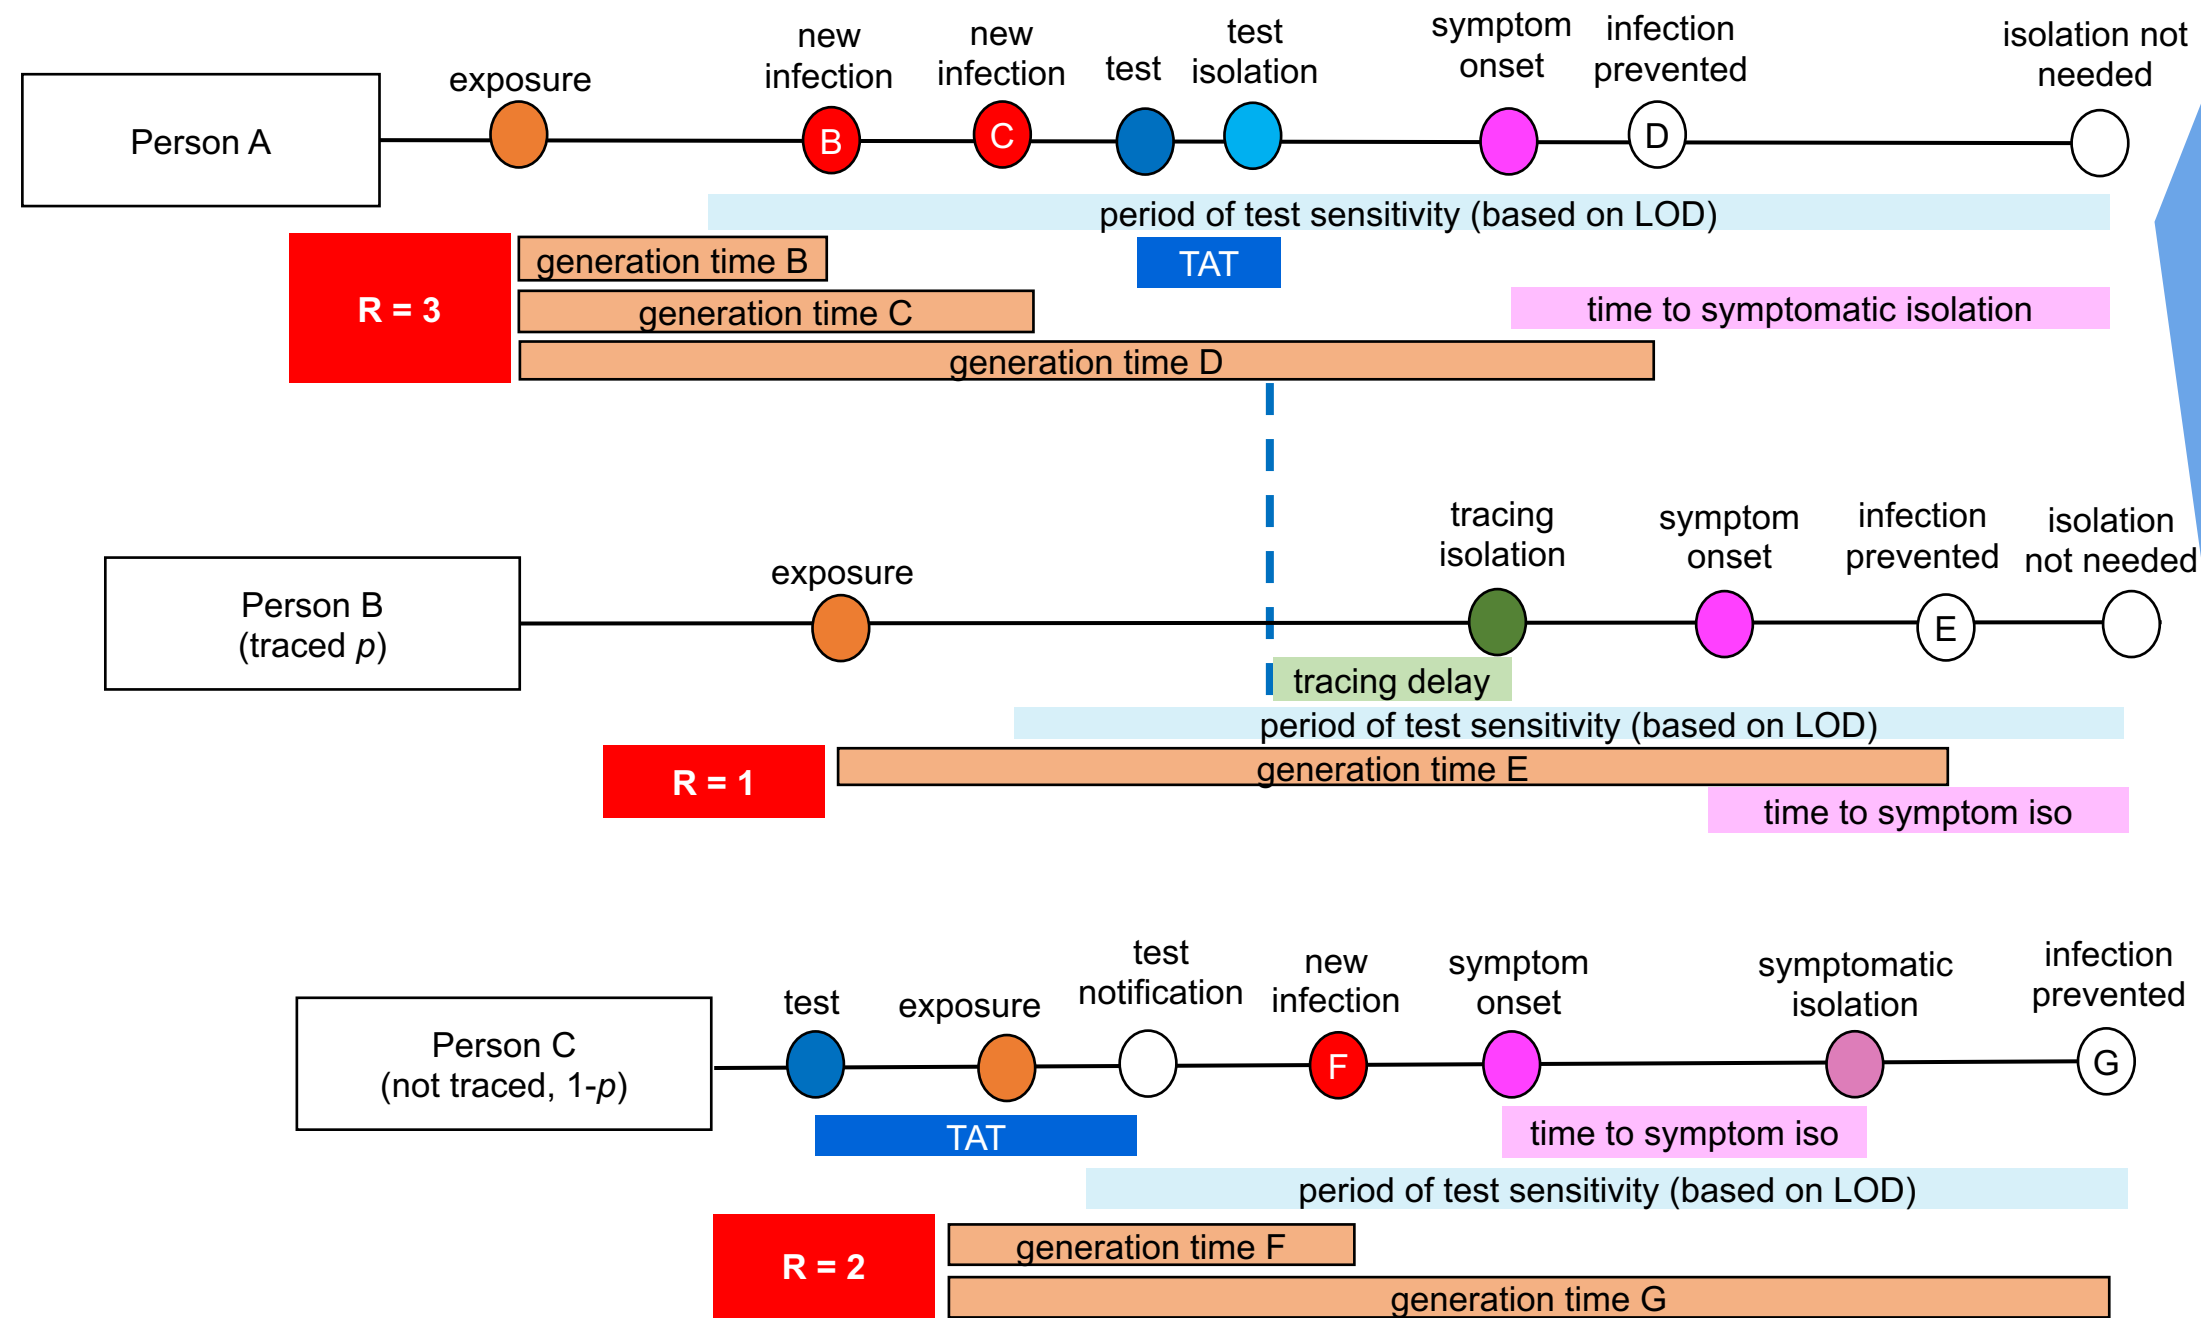 new
infection
new
infection
test
test
isolation
symptom
onset
infection
prevented
isolation not
needed
exposure
Person A
B
C
D
period of test sensitivity (based on LOD)
generation time B
TAT
R = 3
generation time C
time to symptomatic isolation
generation time D
tracing
isolation
symptom
onset
infection
prevented
isolation
not needed
exposure
Person B
(traced p)
E
tracing delay
period of test sensitivity (based on LOD)
R = 1
generation time E
time to symptom iso
test
notification
new
infection
symptom
onset
symptomatic
isolation
infection
prevented
test
exposure
Person C
(not traced, 1-p)
F
G
TAT
time to symptom iso
period of test sensitivity (based on LOD)
R = 2
generation time F
generation time G